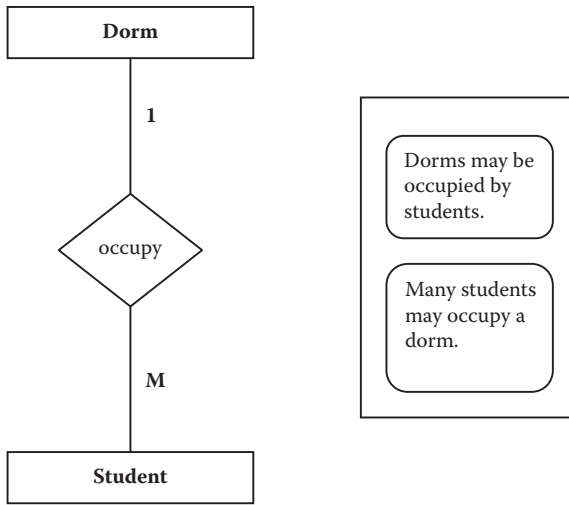 Dorm
1
occupy
M
Student
Dorms may be
occupied by
students.
Many students
may occupy a
dorm.